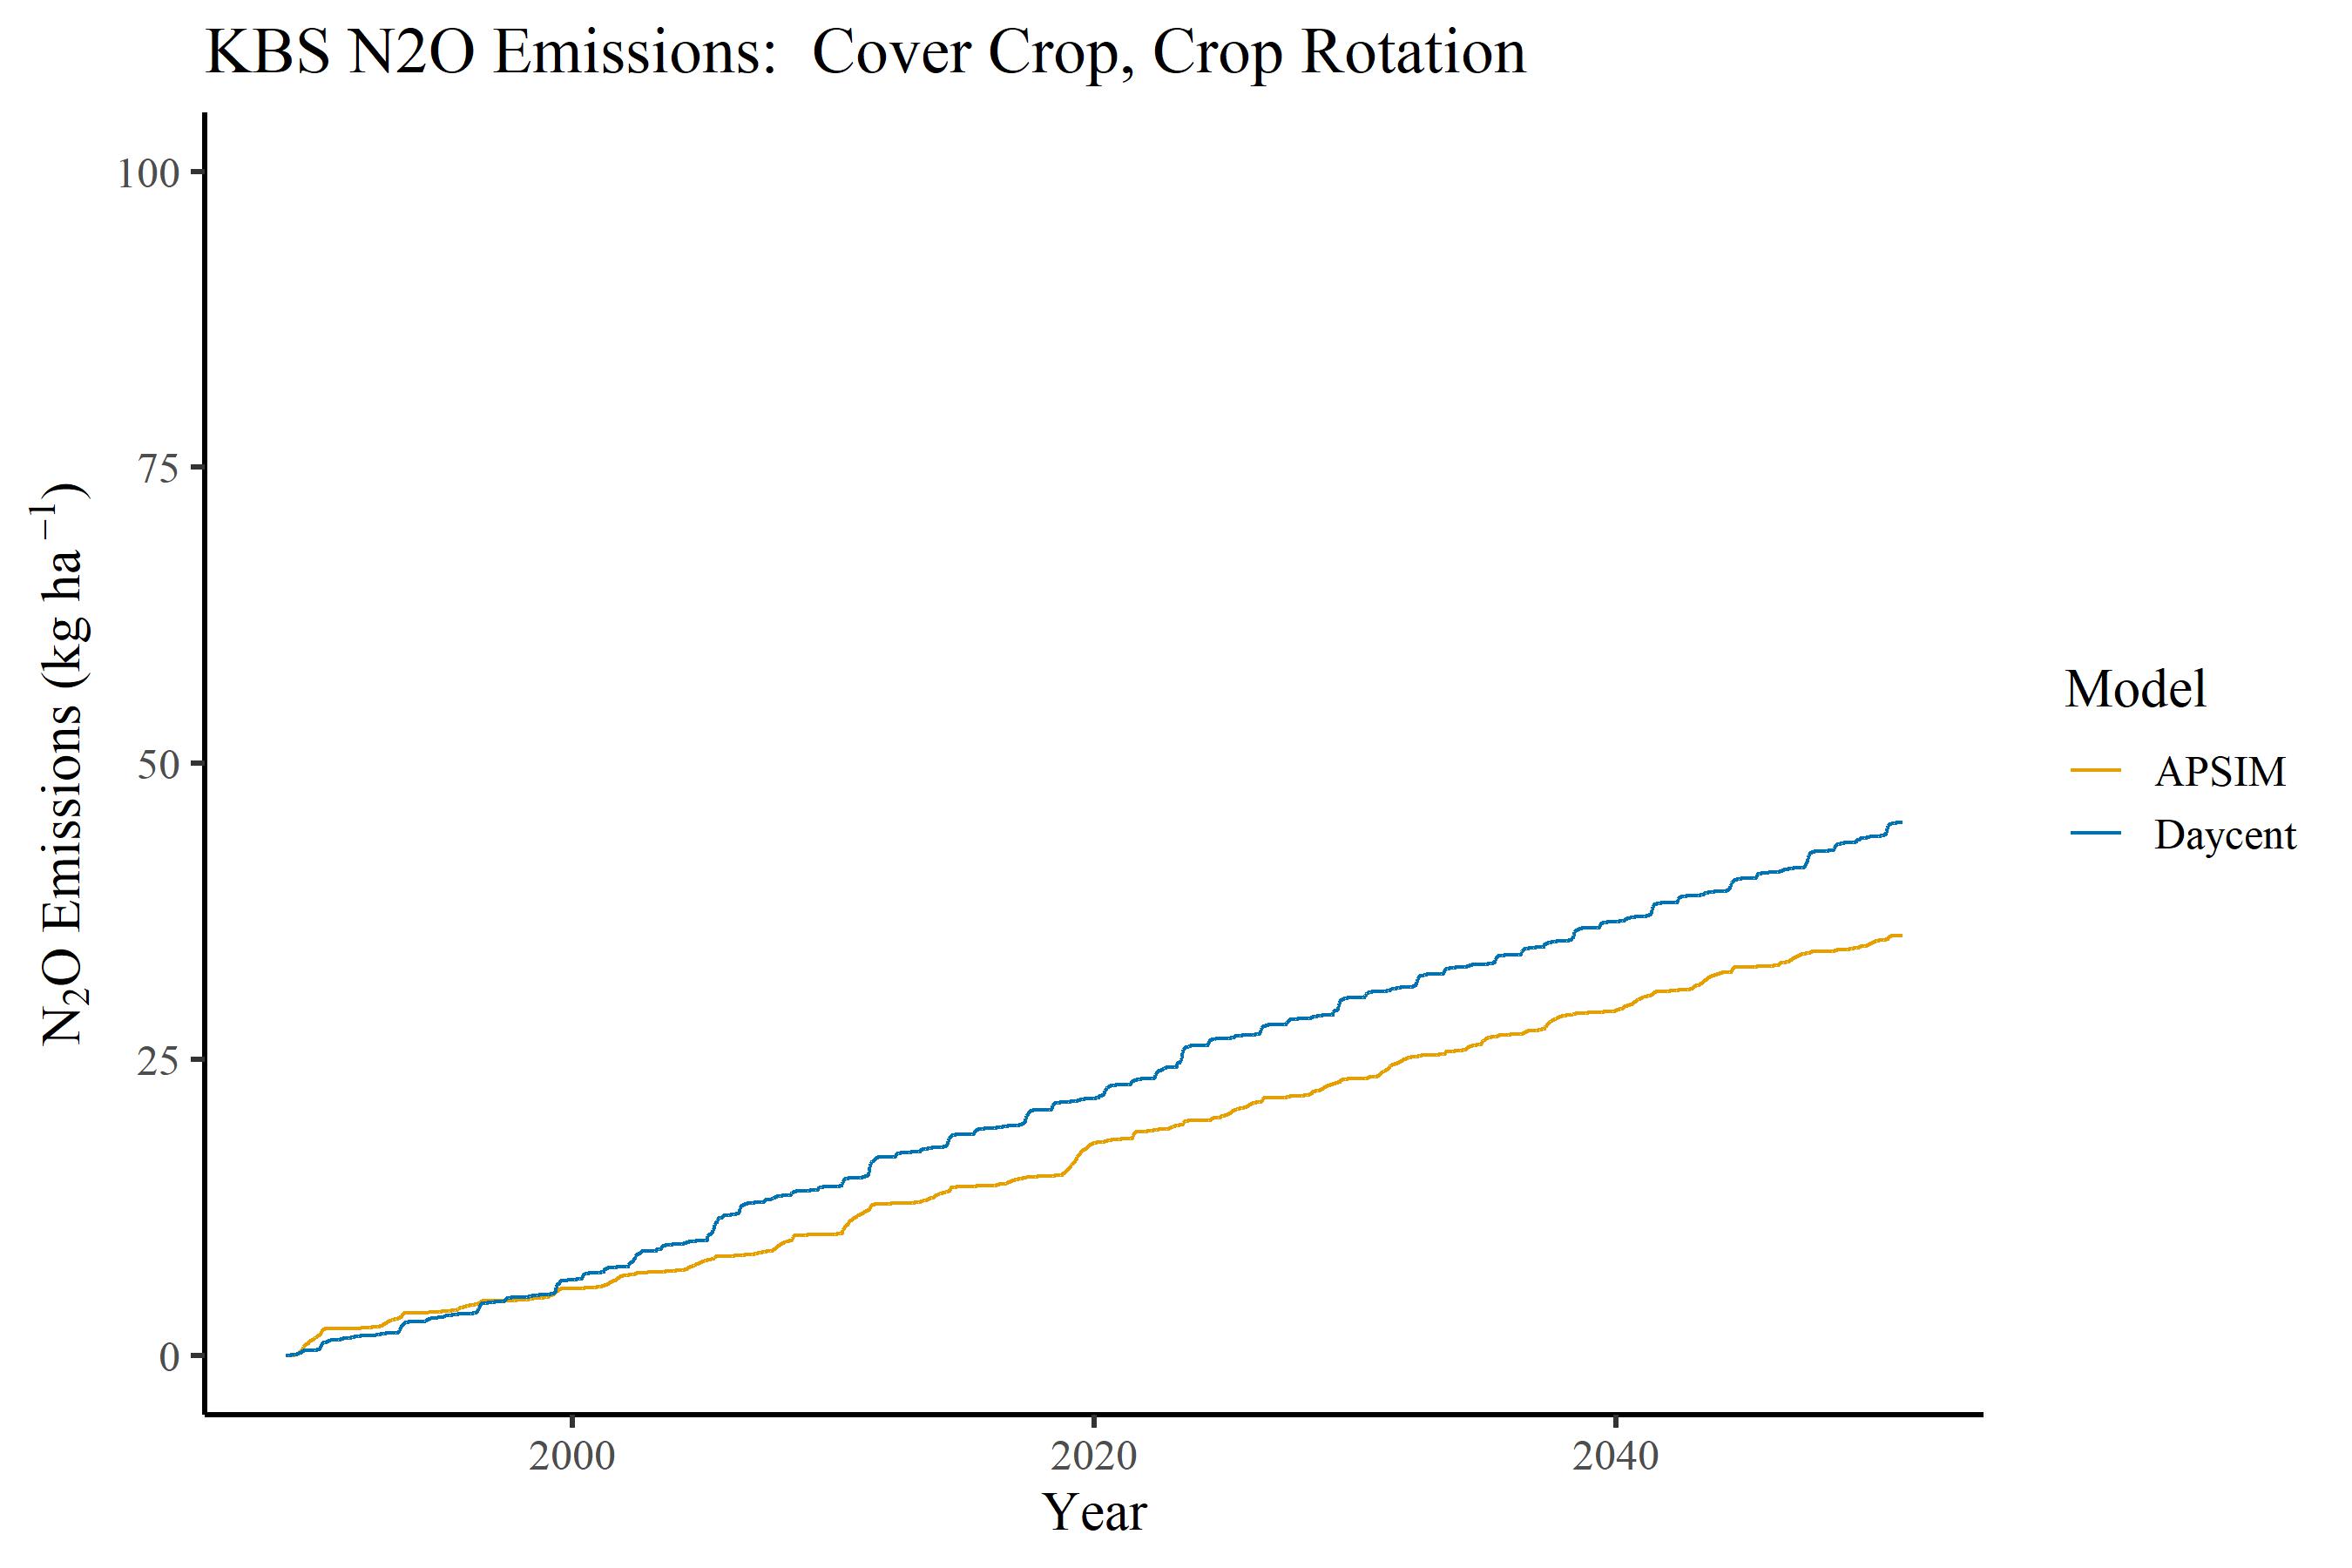 KBS N2O Emissions:  Cover Crop, Crop Rotation
N₂O Emissions (kg ha ⁻¹)
100
75
50
25
0
2000 2020 2040
Year
Model
APSIM
Daycent